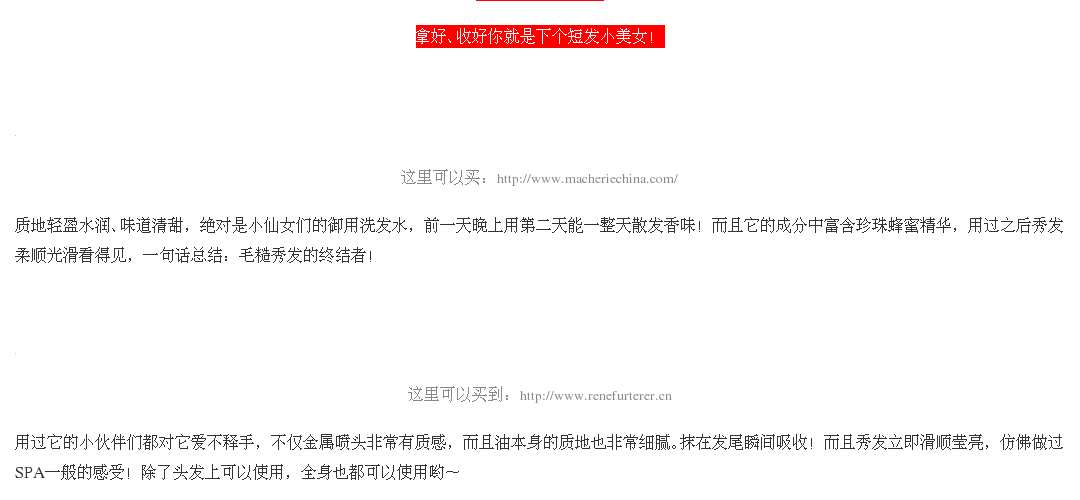 拿好、收好你就是下个短发小美女！
这里可以买：http://www.macheriechina.com/
质地轻盈水润、味道清甜，绝对是小仙女们的御用洗发水，前一天晚上用第二天能一整天散发香味！而且它的成分中富含珍珠蜂蜜精华，用过之后秀发
柔顺光滑看得见，一句话总结：毛糙秀发的终结者！
这里可以买到：http://www.renefurterer.cn
用过它的小伙伴们都对它爱不释手，不仅金属喷头非常有质感，而且油本身的质地也非常细腻。抹在发尾瞬间吸收！而且秀发立即滑顺莹亮，仿佛做过
SPA一般的感受！除了头发上可以使用，全身也都可以使用哟～